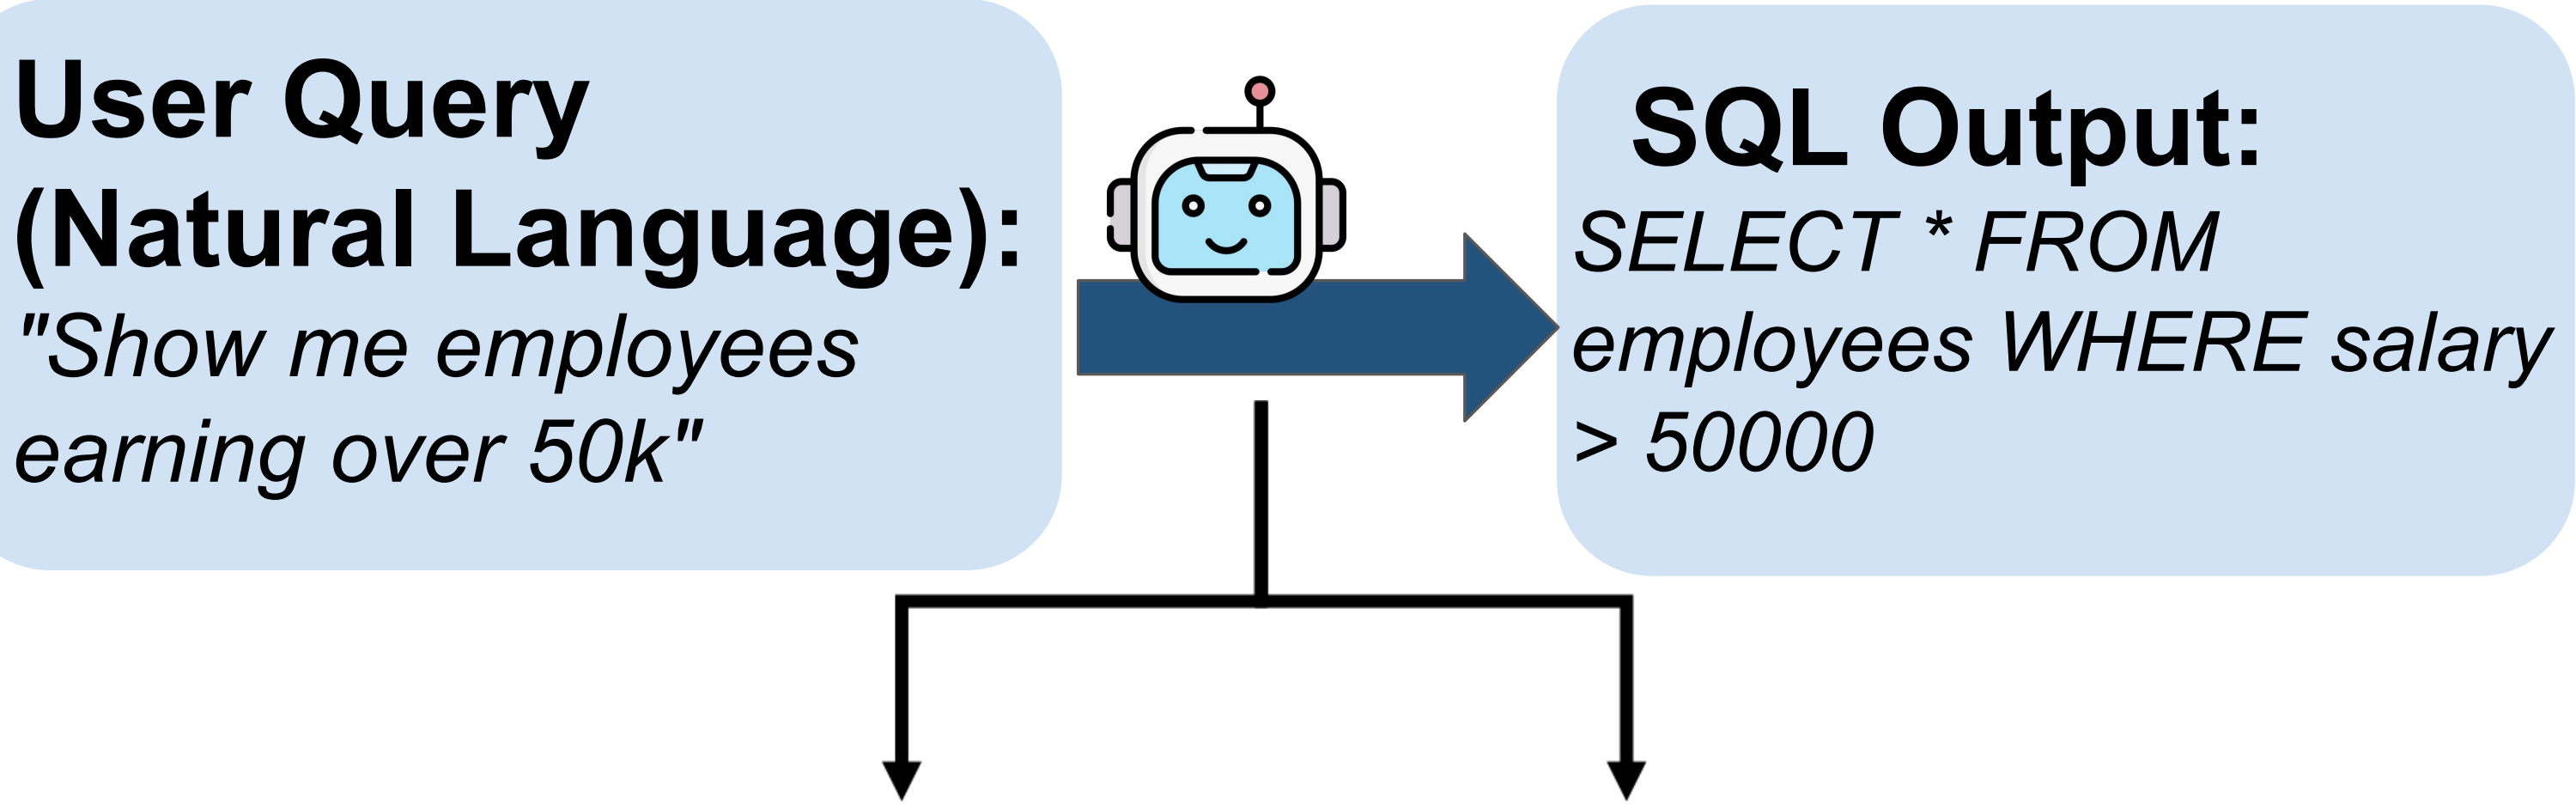 User Query
(Natural Language):
"Show me employees
earning over 50k"
SQL Output:
SELECT * FROM
employees WHERE salary
> 50000